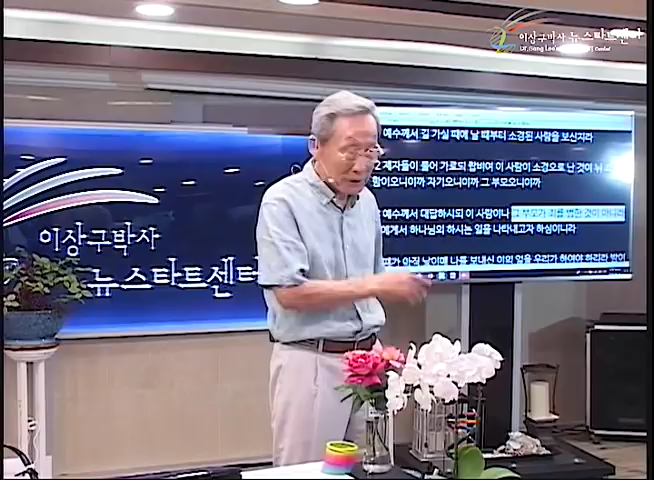 이상구박사 뉴스타트센터
예수께서 길 가실 때에 날 때부터 소경된 사람을 보신지라
제자들이 물어 가로되 랍비여 이 사람이 소경으로 난 것이 뉘
함이오니이까 자기오니이까 그 부모오니이까
예수께서 대답하시되 이 사람이나 그 부모가 죄를 범한 것이 아니라
에게서 하나님의 하시는 일을 나타내고자 하심이니라
때가 아직 낮이매 나를 보내신 이의 일을 우리가 하여야 하리라 밤이
이상구박사
뉴스타트센터